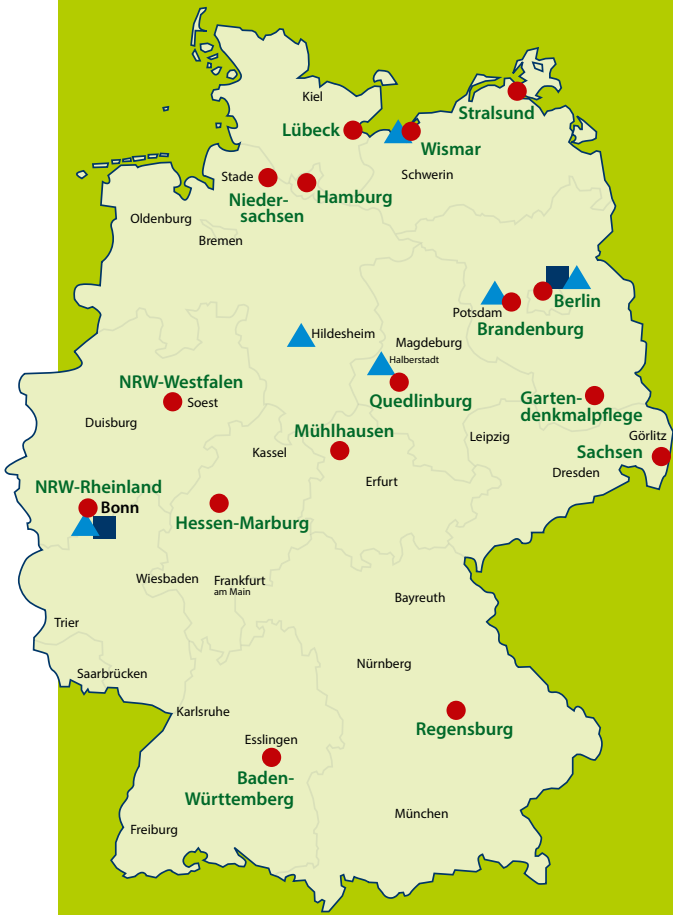 Kiel
Stralsund
Lübeck
Wismar
Schwerin
Stade
Nieder-
sachsen
Hamburg
Oldenburg
Bremen
Berlin
Potsdam
Brandenburg
Hildesheim
Magdeburg
Halberstadt
Quedlinburg
NRW-Westfalen
Soest
Duisburg
Garten-
denkmalpflege
Mühlhausen
Leipzig
Görlitz
Sachsen
Kassel
Dresden
Erfurt
NRW-Rheinland
Bonn
Hessen-Marburg
Wiesbaden
Frankfurt
am Main
Bayreuth
Trier
Nürnberg
Saarbrücken
Karlsruhe
Regensburg
Esslingen
Baden-
Württemberg
München
Freiburg